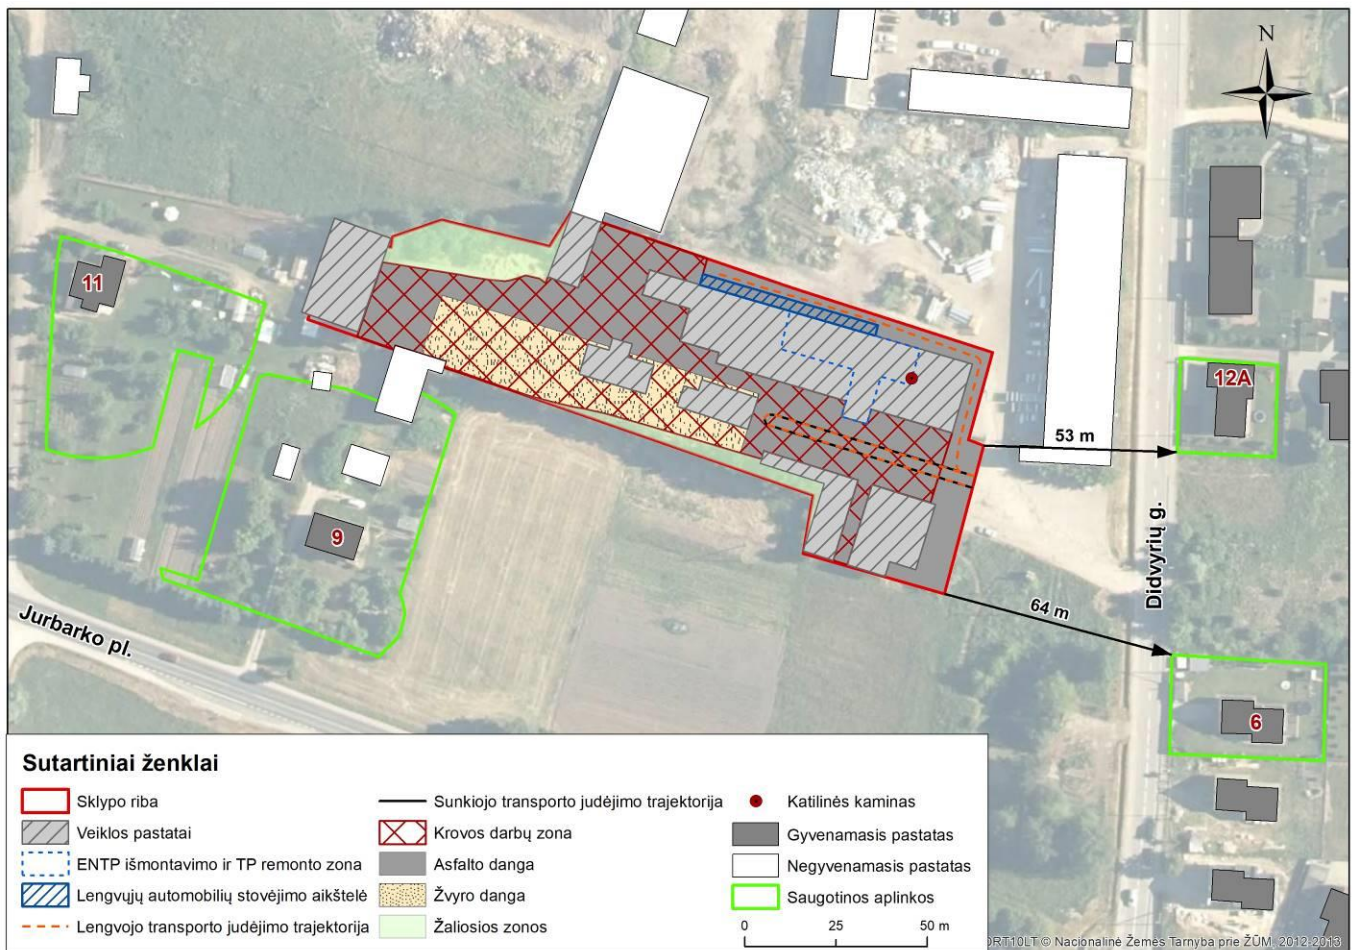 N
11
12A
53 m
9
Didvyrių g.
64 m
Jurbarko pl.
6
Sutartiniai ženklai
Sklypo riba
Veiklos pastatai
ENTP išmontavimo ir TP remonto zona
Lengvųjų automobilių stovėjimo aikštelė
Lengvojo transporto judėjimo trajektorija
Sunkiojo transporto judėjimo trajektorija
Krovos darbų zona
Asfalto danga
Žvyro danga
Žaliosios zonos
Katilinės kaminas
Gyvenamasis pastatas
Negyvenamasis pastatas
Saugotinos aplinkos
0 25 50 m
DRT10LT © Nacionalinė Žemės Tarnyba prie ŽŪM, 2012-2013